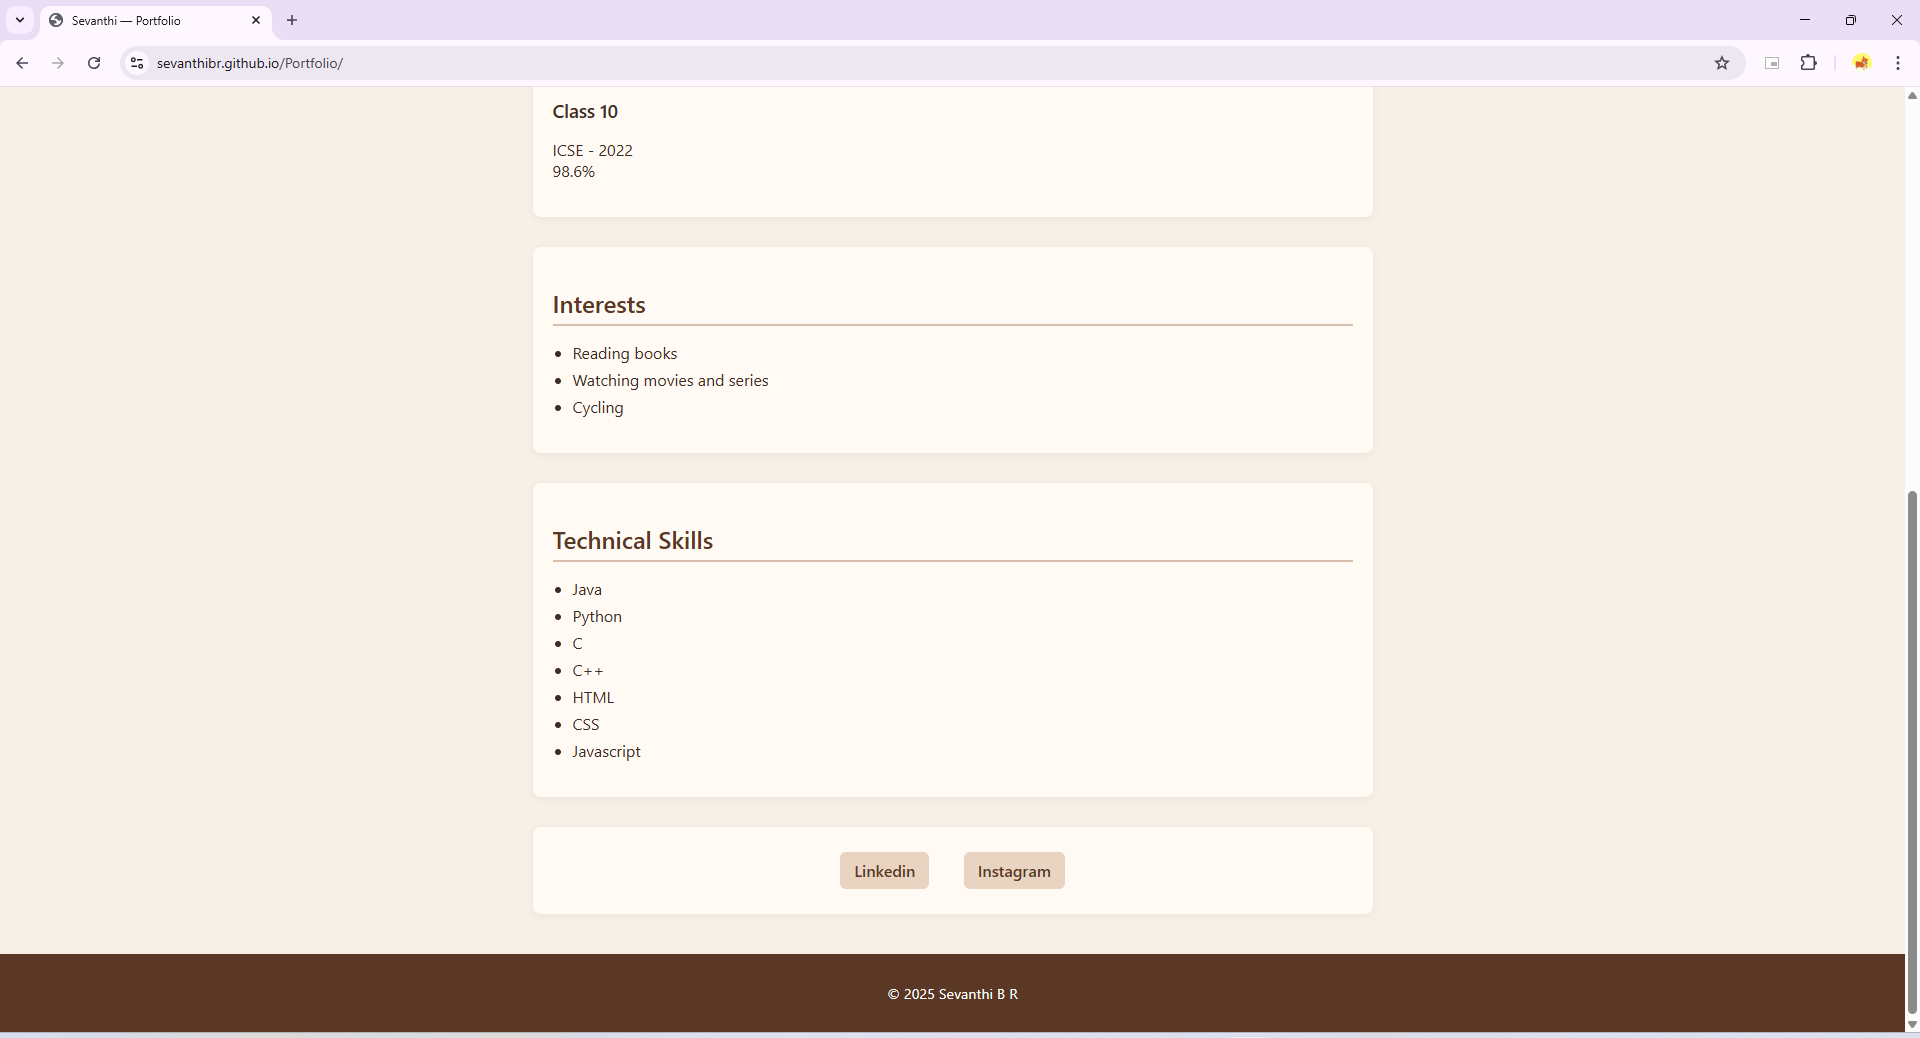 Sevanthi — Portfolio
sevanthibr.github.io/Portfolio/
Class 10
ICSE - 2022
98.6%
Interests
Reading books
Watching movies and series
Cycling
Technical Skills
Java
Python
C
C++
HTML
CSS
Javascript
Linkedin Instagram
© 2025 Sevanthi B R